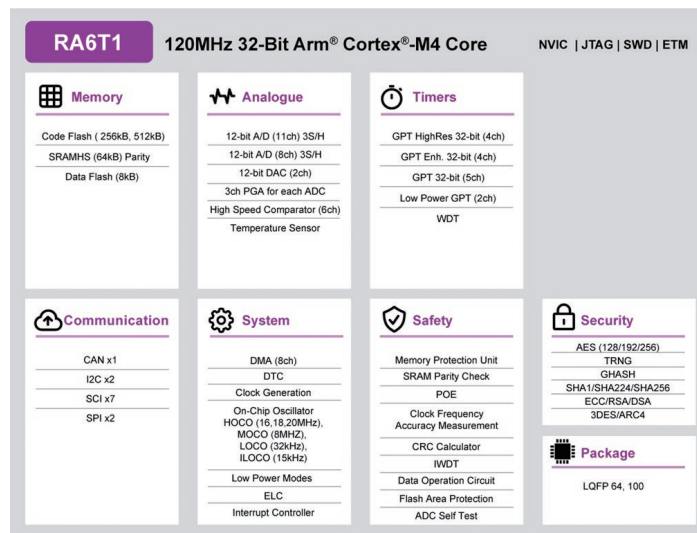 RA6T1
120MHz 32-Bit Arm® Cortex®-M4 Core
NVIC | JTAG | SWD | ETM
Memory
Code Flash ( 256kB, 512kB)
SRAMHS (64kB) Parity
Data Flash (8kB)
Analogue
12-bit A/D (11ch) 3S/H
12-bit A/D (8ch) 3S/H
12-bit DAC (2ch)
3ch PGA for each ADC
High Speed Comparator (6ch)
Temperature Sensor
Timers
GPT HighRes 32-bit (4ch)
GPT Enh. 32-bit (4ch)
GPT 32-bit (5ch)
Low Power GPT (2ch)
WDT
Communication
CAN x1
I2C x2
SCI x7
SPI x2
System
DMA (8ch)
DTC
Clock Generation
On-Chip Oscillator
HOCO (16,18,20MHz),
MOCO (8MHZ),
LOCO (32kHz),
ILOCO (15kHz)
Low Power Modes
ELC
Interrupt Controller
Safety
Memory Protection Unit
SRAM Parity Check
POE
Clock Frequency
Accuracy Measurement
CRC Calculator
IWDT
Data Operation Circuit
Flash Area Protection
ADC Self Test
Security
AES (128/192/256)
TRNG
GHASH
SHA1/SHA224/SHA256
ECC/RSA/DSA
3DES/ARC4
Package
LQFP 64, 100